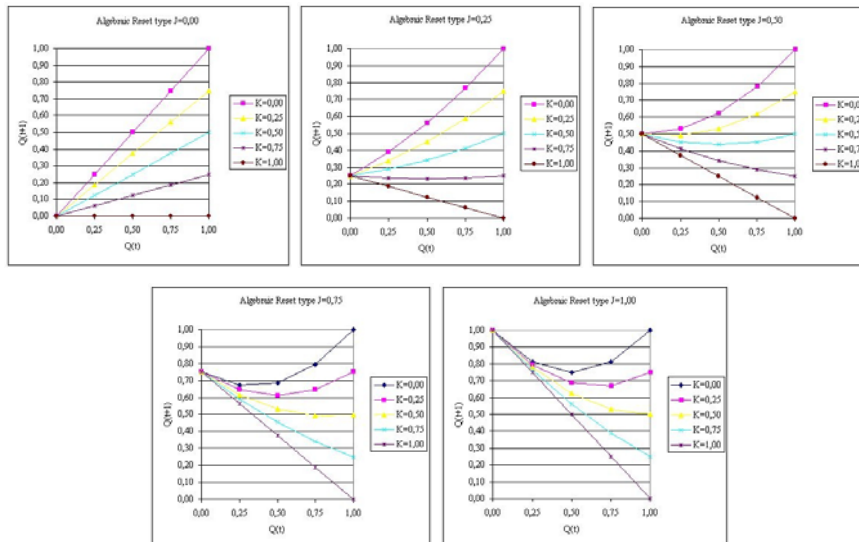 Algebraic Reset type J=0,00
1,00
0,90
0,80
0,70
0,60
0,50
0,40
0,30
0,20
0,10
0,00
Q(t+1)
0,00 0,25 0,50 0,75 1,00
Q(t)
K=0,00
K=0,25
K=0,50
K=0,75
K=1,00
Algebraic Reset type J=0,25
1,00
0,90
0,80
0,70
0,60
0,50
0,40
0,30
0,20
0,10
0,00
Q(t+1)
0,00 0,25 0,50 0,75 1,00
Q(t)
K=0,00
K=0,25
K=0,50
K=0,75
K=1,00
Algebraic Reset type J=0,50
1,00
0,90
0,80
0,70
0,60
0,50
0,40
0,30
0,20
0,10
0,00
Q(t+1)
0,00 0,25 0,50 0,75 1,00
Q(t)
K=0,00
K=0,2
K=0,5
K=0,7
K=1,0
Algebraic Reset type J=0,75
1,00
0,90
0,80
0,70
0,60
0,50
0,40
0,30
0,20
0,10
0,00
Q(t+1)
0,00 0,25 0,50 0,75 1,00
Q(t)
K=0,00
K=0,25
K=0,50
K=0,75
K=1,00
Algebraic Reset type J=1,00
1,00
0,90
0,80
0,70
0,60
0,50
0,40
0,30
0,20
0,10
0,00
Q(t+1)
0,00 0,25 0,50 0,75 1,00
Q(t)
K=0,00
K=0,25
K=0,50
K=0,75
K=1,00